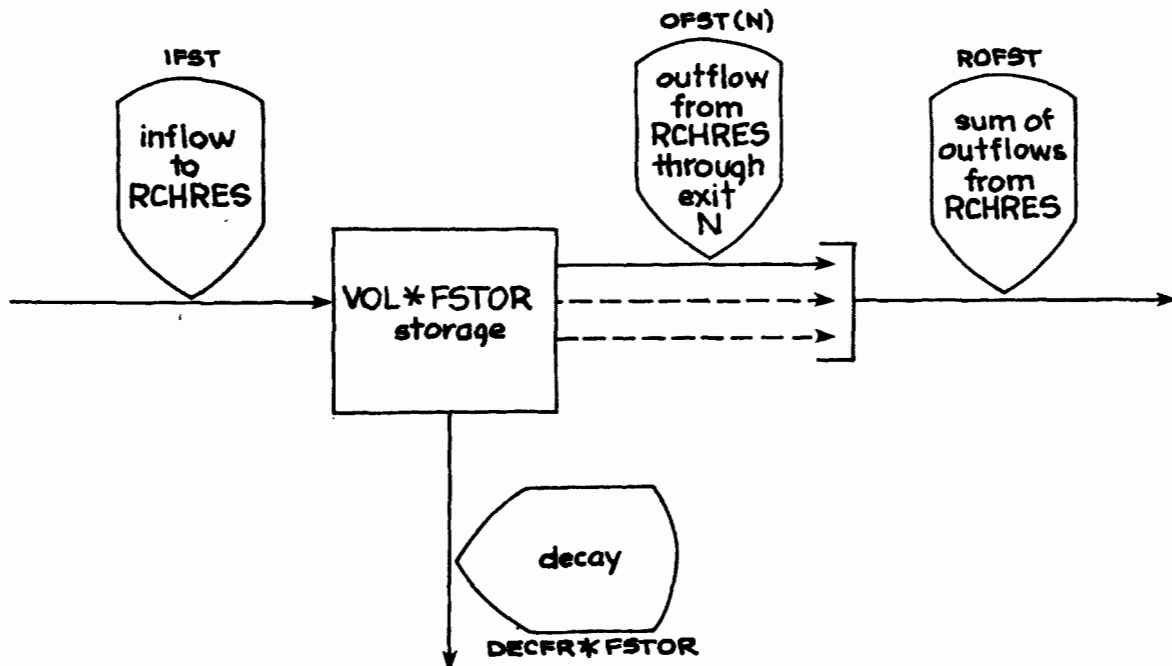 IFST
inflow
to
RCHRES
OFST(N)
outflow
from
RCHRES
through
exit
N
ROFST
sum of
outflows
from
RCHRES
VOL*FSTOR
storage
decay
DECFR*FSTOR